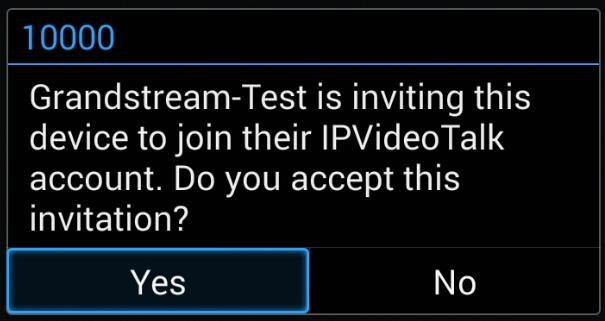 10000
Grandstream-Test is inviting this
device to join their IPVideoTalk
account. Do you accept this
invitation?
Yes No